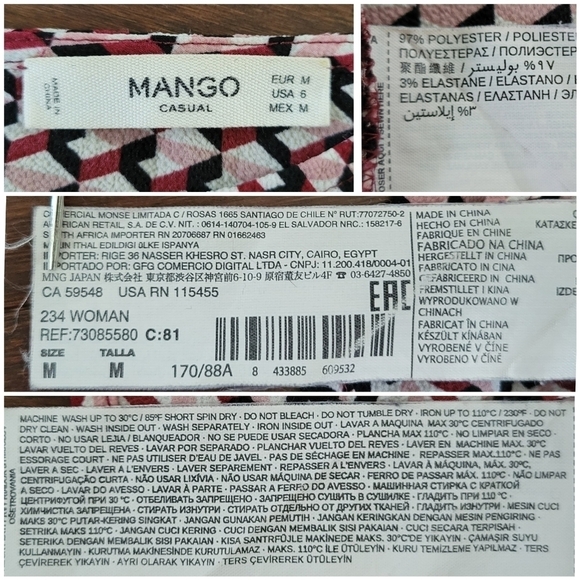 MADE IN
CHINA
MANGO
CASUAL
EUR M
USA 6
MEX M
97% POLYESTER / POLIESTER
ПОЛУЕСТЕРАΣ / ПОЛИЭСТЕР
聚酯纖維 / بوليستر ٩٧%
3% ELASTANE / ELASTANO /
ELASTANAS / ΕΛΑΣΤΑΝΗ /
٣% إيلاستين
COMERCIAL MONSE LIMITADA C / ROSAS 1665 SANTIAGO DE CHILE Nº RUT:77072750-2
AFRICAN RETAIL, S.A. DE C.V. NIT. : 0614-140704-105-9 EL SALVADOR NRC.: 158217-6
SOUTH AFRICA IMPORTER RN 20706687 RN 01662463
İTHAL EDILDIGI ÜLKE ISPANYA
IMPORTER: RIGE 36 NASSER KHESRO ST. NASR CITY, CAIRO, EGYPT
IMPORTADO POR: GFG COMERCIO DIGITAL LTDA - CNPJ: 11.200.418/0004-01
MNG JAPAN 株式会社 東京都渋谷区神宮前6-10-9 原宿董友ビル4F ☎ 03-6427-4850
CA 59548 USA RN 115455
234 WOMAN
REF:73085580 C:81
SIZE TALLA
M M 170/88A
8 433885 609532
EAC
MADE IN CHINA
HECHO EN CHINA
FABRIQUE EN CHINE
FABRICADO NA CHINA
HERGESTELLT IN CINA
FABRICEERD IN CHINA
IN CHINA
WYPRODUKOWANO W
CHINACH
FABRICAT ÎN CHINA
KÉSZÜLT KÍNÁBAN
VYROBENÉ V ČÍNE
VYROBENO V ČÍNĚ
MACHINE WASH UP TO 30°C / 85ºF SHORT SPIN DRY · DO NOT BLEACH · DO NOT TUMBLE DRY · IRON UP TO 110°C / 230ºF · DO NOT
DRY CLEAN · WASH INSIDE OUT · WASH SEPARATELY · IRON INSIDE OUT · LAVAR A MAQUINA MAX 30°C CENTRIFUGADO
CORTO · NO USAR LEJIA / BLANQUEADOR · NO SE PUEDE USAR SECADORA · PLANCHA MAX 110°C · NO LIMPIAR EN SECO ·
LAVAR VUELTO DEL REVES · LAVAR POR SEPARADO · PLANCHAR VUELTO DEL REVES · LAVER EN MACHINE MAX. 30°C
ESSORAGE COURT · NE PAS UTILISER D'EAU DE JAVEL · PAS DE SÉCHAGE EN MACHINE · REPASSER MAX.110°C · NE PAS
LAVER A SEC · LAVER A L'ENVERS · LAVER SEPAREMENT · REPASSER A L'ENVERS · LAVAR À MÁQUINA, MÁX. 30°C,
CENTRIFUGAÇÃO CURTA · NÃO USAR LIXÍVIA · NÃO USAR MÁQUINA DE SECAR · FERRO DE PASSAR MÁX. 110°C · NÃO LIMPAR
A SECO · LAVAR DO AVESSO · LAVAR À PARTE · PASSAR A FERRO DO AVESSO · МАШИННАЯ СТИРКА С КРАТКОЙ
ЦЕНТРИФУГОЙ ПРИ 30°C · ОТБЕЛИВАТЬ ЗАПРЕЩЕНО · ЗАПРЕЩЕНО СУШИТЬ В СУШИЛКЕ · ГЛАДИТЬ ПРИ 110°C ·
ХИМЧИСТКА ЗАПРЕЩЕНА · СТИРАТЬ ИЗНУТРИ · СТИРАТЬ ОТДЕЛЬНО ОТ ДРУГИХ ТКАНЕЙ · ГЛАДИТЬ ИЗНУТРИ · MESIN CUCI
MAKS 30°C PUTAR-KERING SINGKAT · JANGAN GUNAKAN PEMUTIH · JANGAN KERINGKAN DENGAN MESIN PENGERING ·
SETRIKA MAKS 110°C · JANGAN CUCI KERING · CUCI DENGAN MEMBALIK SISI PAKAIAN · CUCI SECARA TERPISAH ·
SETERIKA DENGAN MEMBALIK SISI PAKAIAN · KISA SANTRİFÜJLE MAKİNEDE MAKS. 30°C'DE YIKAYIN · ÇAMAŞIR SUYU
KULLANMAYIN · KURUTMA MAKİNESİNDE KURUTULAMAZ · MAKS. 110°C İLE ÜTÜLEYİN · KURU TEMİZLEME YAPILMAZ · TERS
ÇEVİREREK YIKAYIN · AYRI OLARAK YIKAYIN · TERS ÇEVİREREK ÜTÜLEYİN